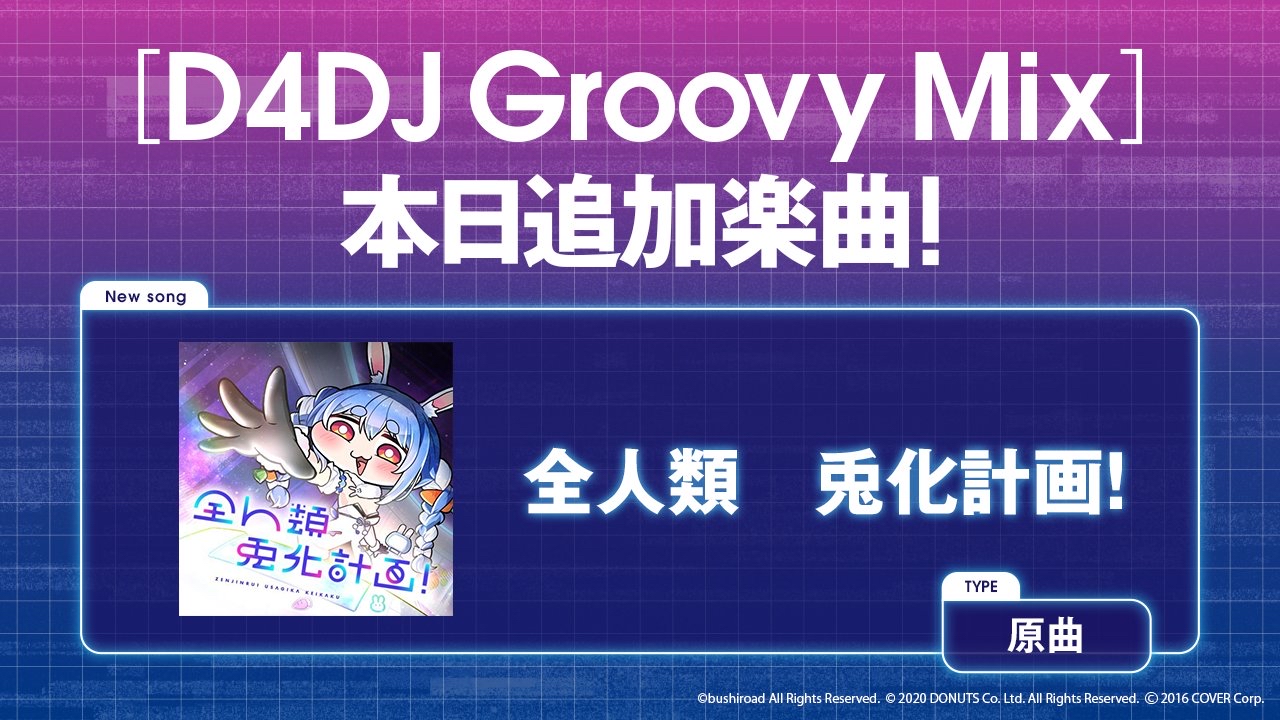 [D4DJ Groovy Mix]
本日追加楽曲!
New song
全人類
兎化計画!
ZENJINRUI USAGIKA KEIKAKU
全人類　兎化計画!
TYPE
原曲
©bushiroad All Rights Reserved. © 2020 DONUTS Co. Ltd. All Rights Reserved. © 2016 COVER Corp.